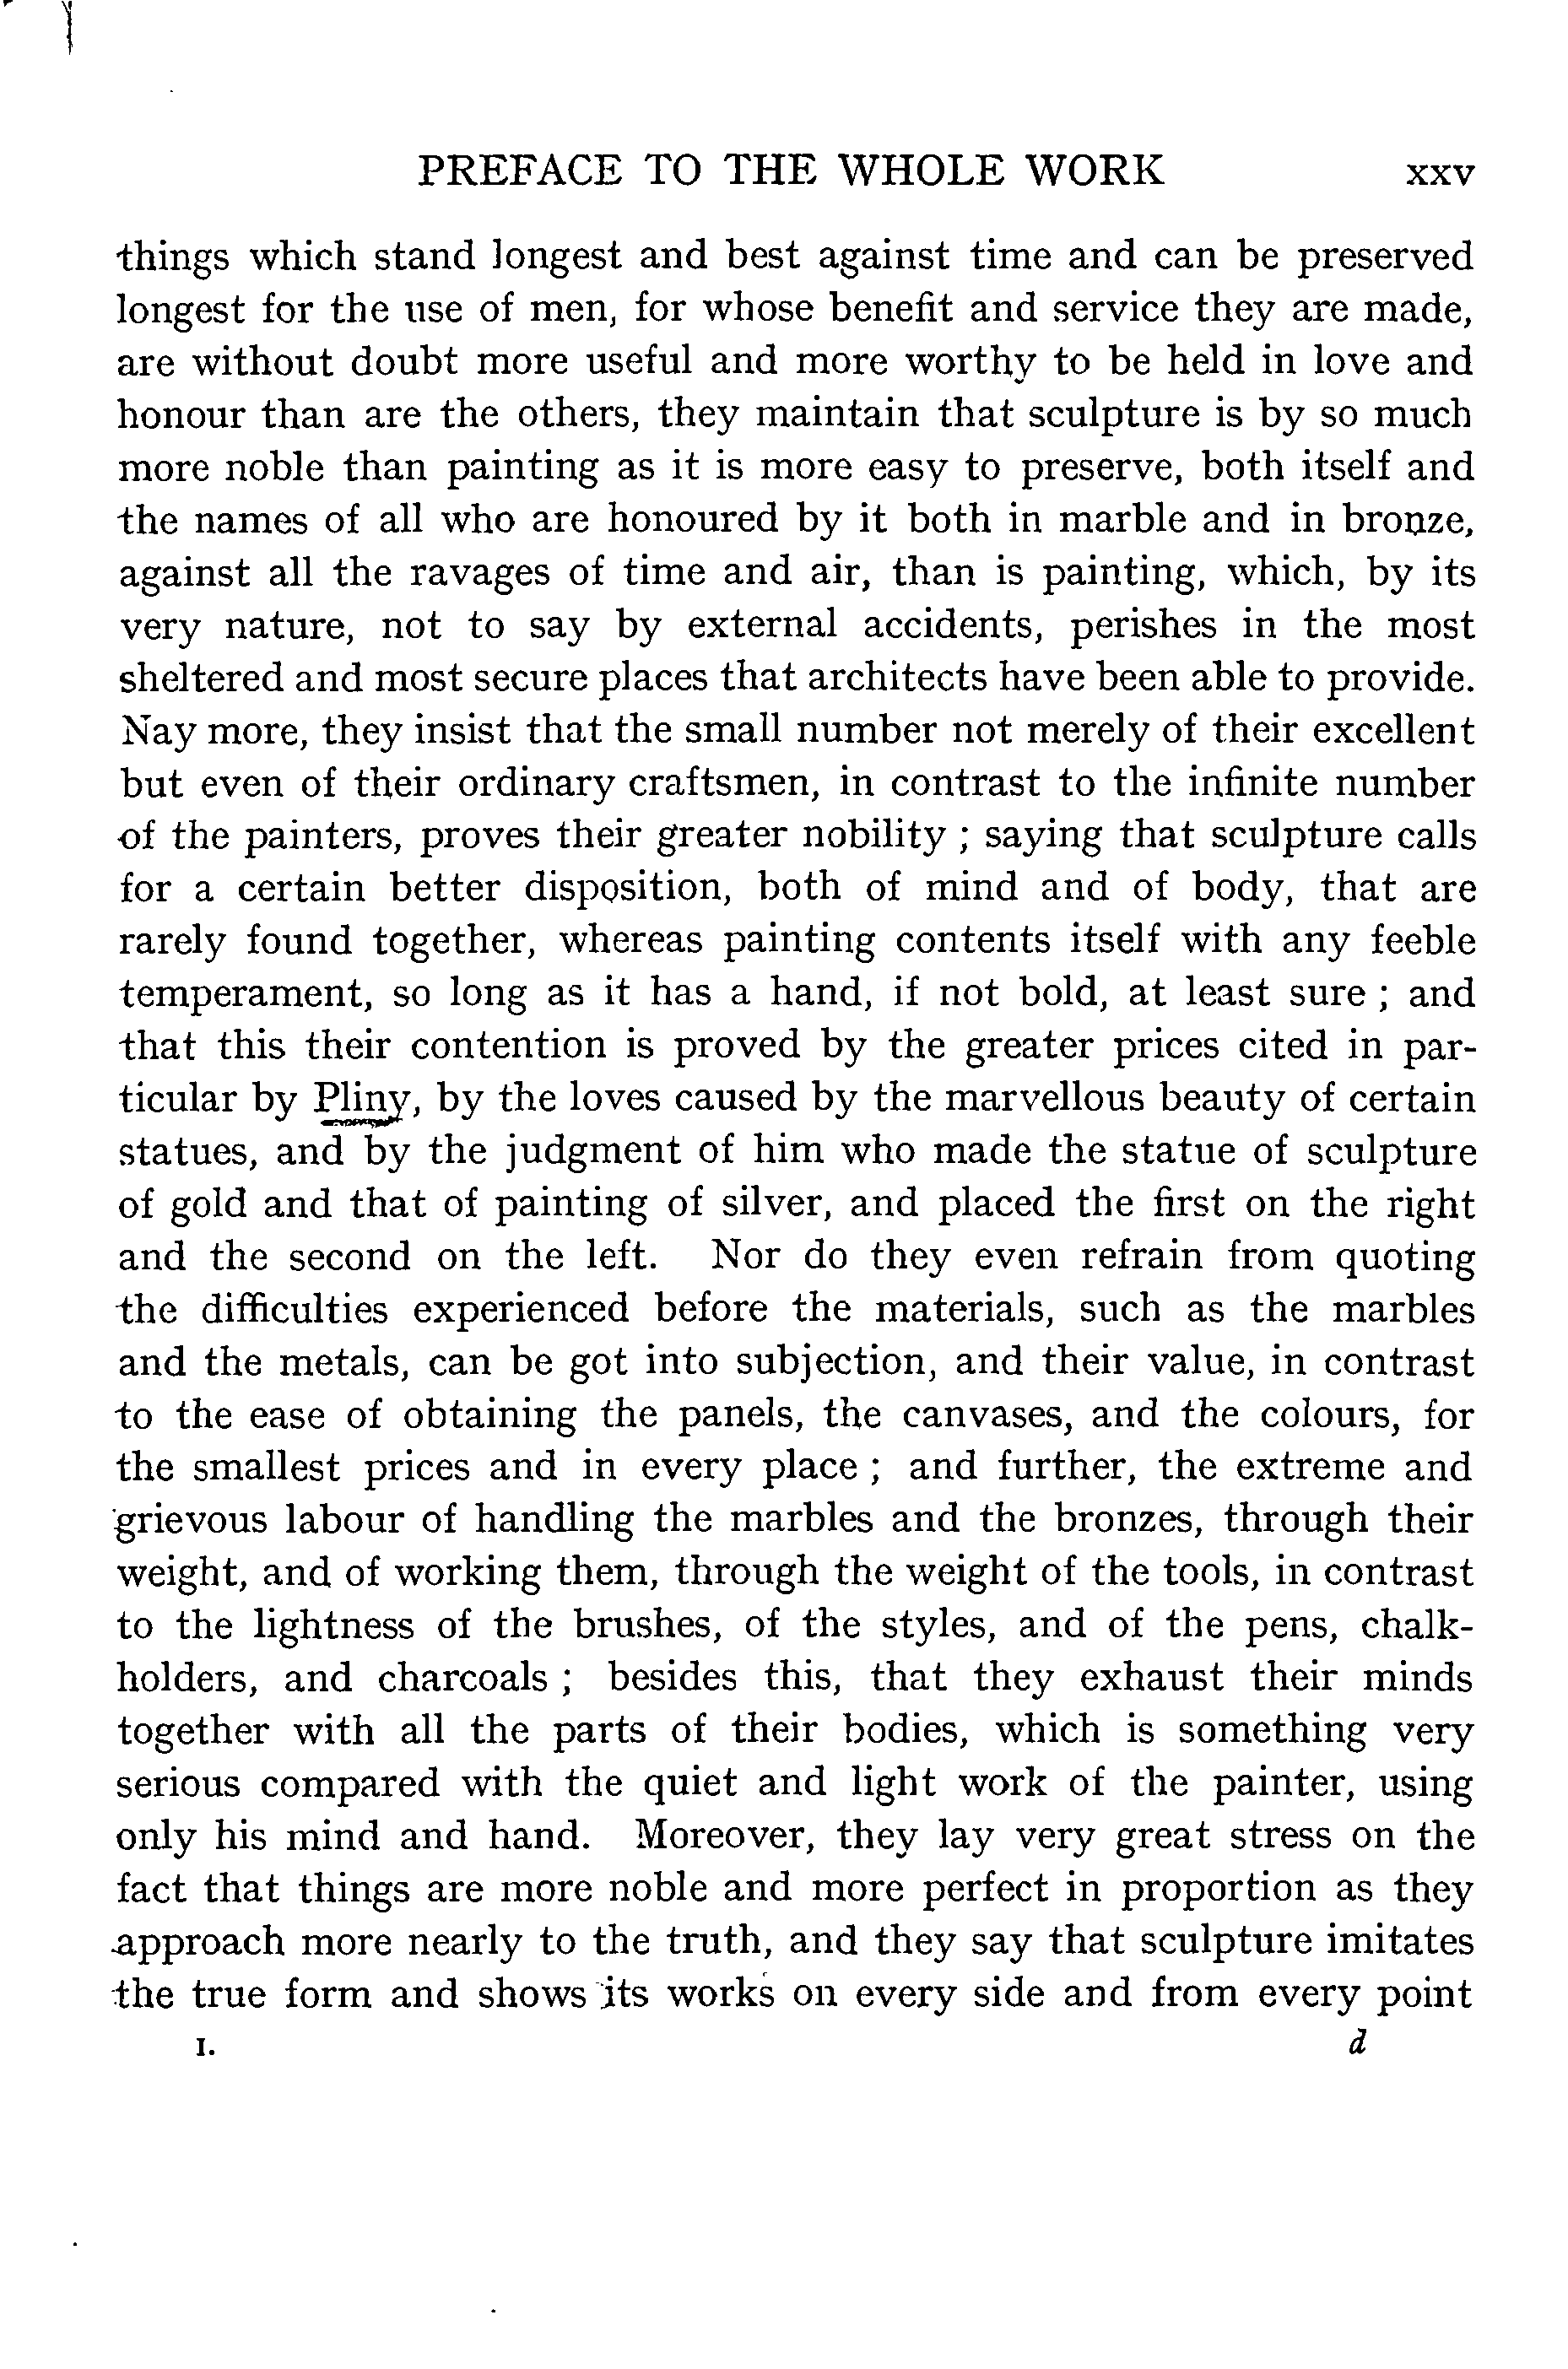 PREFACE TO THE WHOLE WORK xxv
things which stand longest and best against time and can be preserved
longest for the use of men, for whose benefit and service they are made,
are without doubt more useful and more worthy to be held in love and
honour than are the others, they maintain that sculpture is by so much
more noble than painting as it is more easy to preserve, both itself and
the names of all who are honoured by it both in marble and in bronze,
against all the ravages of time and air, than is painting, which, by its
very nature, not to say by external accidents, perishes in the most
sheltered and most secure places that architects have been able to provide.
Nay more, they insist that the small number not merely of their excellent
but even of their ordinary craftsmen, in contrast to the infinite number
of the painters, proves their greater nobility ; saying that sculpture calls
for a certain better disposition, both of mind and of body, that are
rarely found together, whereas painting contents itself with any feeble
temperament, so long as it has a hand, if not bold, at least sure ; and
that this their contention is proved by the greater prices cited in par-
ticular by Pliny, by the loves caused by the marvellous beauty of certain
statues, and by the judgment of him who made the statue of sculpture
of gold and that of painting of silver, and placed the first on the right
and the second on the left. Nor do they even refrain from quoting
the difficulties experienced before the materials, such as the marbles
and the metals, can be got into subjection, and their value, in contrast
to the ease of obtaining the panels, the canvases, and the colours, for
the smallest prices and in every place ; and further, the extreme and
grievous labour of handling the marbles and the bronzes, through their
weight, and of working them, through the weight of the tools, in contrast
to the lightness of the brushes, of the styles, and of the pens, chalk-
holders, and charcoals ; besides this, that they exhaust their minds
together with all the parts of their bodies, which is something very
serious compared with the quiet and light work of the painter, using
only his mind and hand. Moreover, they lay very great stress on the
fact that things are more noble and more perfect in proportion as they
approach more nearly to the truth, and they say that sculpture imitates
the true form and shows its works on every side and from every point
I. d